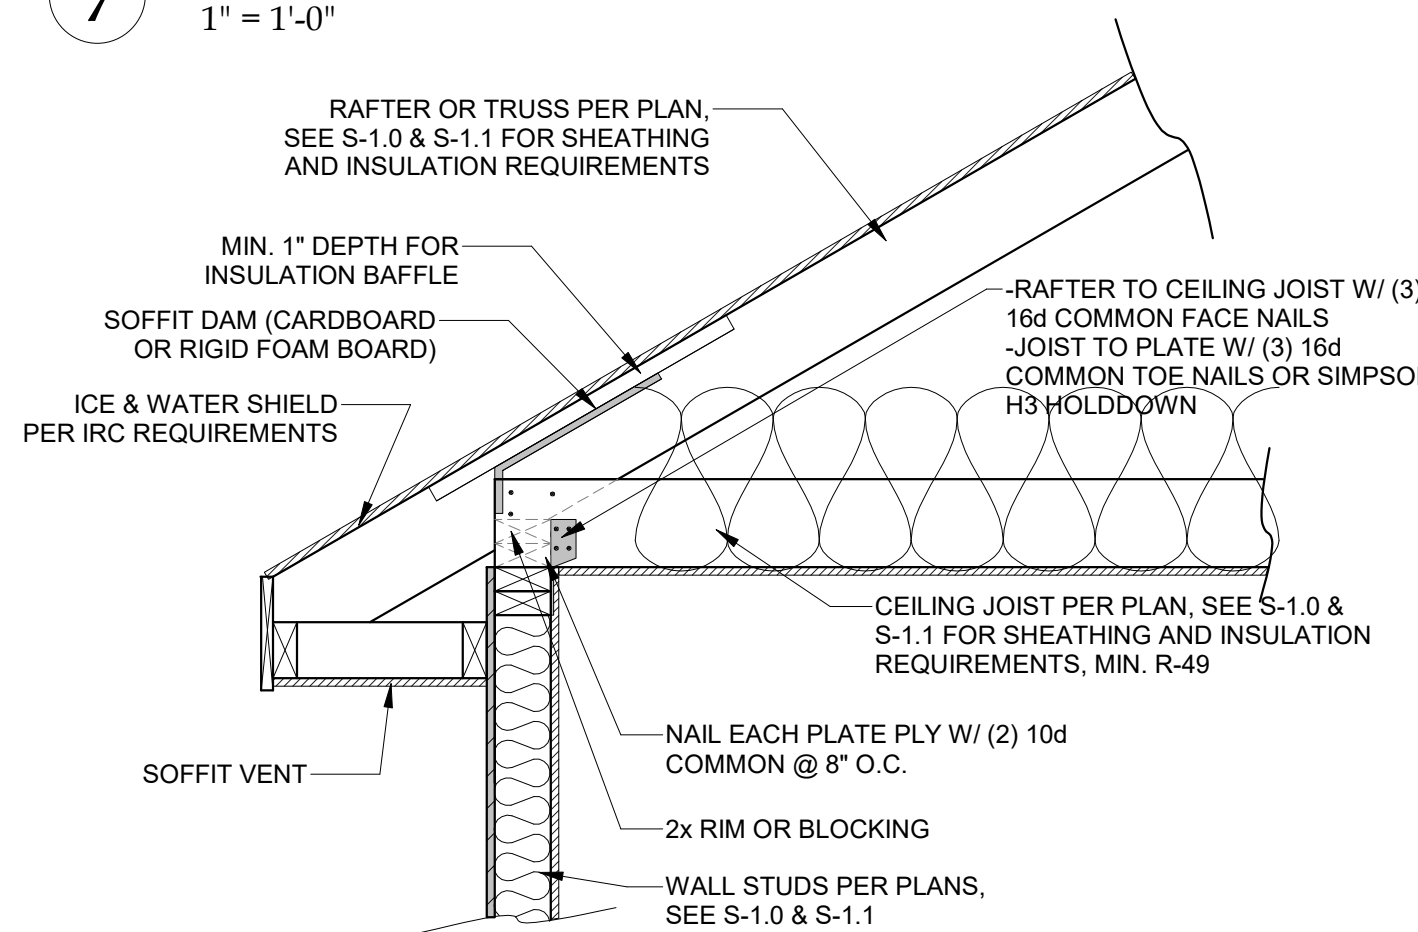 7
1" = 1'-0"
RAFTER OR TRUSS PER PLAN,
SEE S-1.0 & S-1.1 FOR SHEATHING
AND INSULATION REQUIREMENTS
MIN. 1" DEPTH FOR
INSULATION BAFFLE
SOFFIT DAM (CARDBOARD
OR RIGID FOAM BOARD)
ICE & WATER SHIELD
PER IRC REQUIREMENTS
-RAFTER TO CEILING JOIST W/ (3)
16d COMMON FACE NAILS
-JOIST TO PLATE W/ (3) 16d
COMMON TOE NAILS OR
H3 HOLDDOWN
CEILING JOIST PER PLAN, SEE S-1.0 &
S-1.1 FOR SHEATHING AND INSULATION
REQUIREMENTS, MIN. R-49
NAIL EACH PLATE PLY W/ (2) 10d
COMMON @ 8" O.C.
SOFFIT VENT
2x RIM OR BLOCKING
WALL STUDS PER PLANS,
SEE S-1.0 & S-1.1